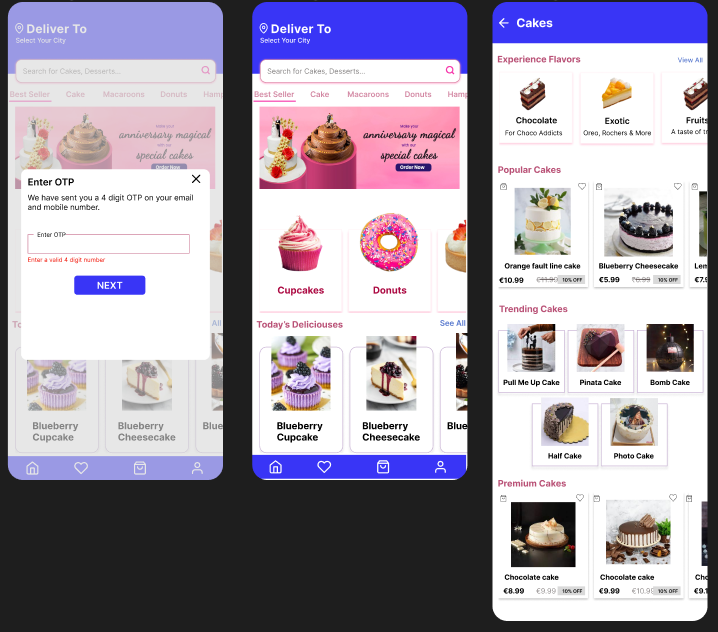 Deliver To
Select Your City
Search for Cakes, Desserts...
Best Seller Cake Macaroons Donuts Hamp
make your
anniversary magical
with our
special cakes
Order Now
Enter OTP
We have sent you a 4 digit OTP on your email
and mobile number.
Enter OTP
Enter a valid 4 digit number
NEXT
To
All
Blueberry
Cupcake
Blueberry
Cheesecake
Blue
Deliver To
Select Your City
Search for Cakes, Desserts...
Best Seller Cake Macaroons Donuts Hamp
make your
anniversary magical
with our
special cakes
Order Now
Cupcakes
Donuts
Today's Deliciouses See All
Blueberry
Cupcake
Blueberry
Cheesecake
Blue
Cakes
Experience Flavors View All
Chocolate
For Choco Addicts
Exotic
Oreo, Rochers & More
Fruits
A taste of t
Popular Cakes
Orange fault line cake
€10.99 €11.99 10% OFF
Blueberry Cheesecake
€5.99 €6.99 10% OFF
Lem
€7.9
Trending Cakes
Pull Me Up Cake Pinata Cake Bomb Cake
Half Cake Photo Cake
Premium Cakes
Chocolate cake
€8.99 €9.99 10% OFF
Chocolate cake
€9.99 €10.99 10% OFF
Choc
€9.1